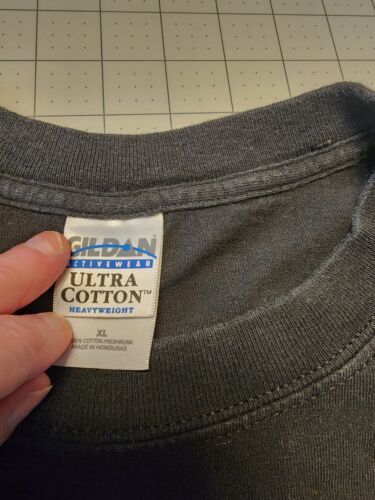 GILDAN
ACTIVEWEAR
ULTRA
COTTON™
HEAVYWEIGHT
XL
100% COTTON PRESHRUNK
MADE IN HONDURAS